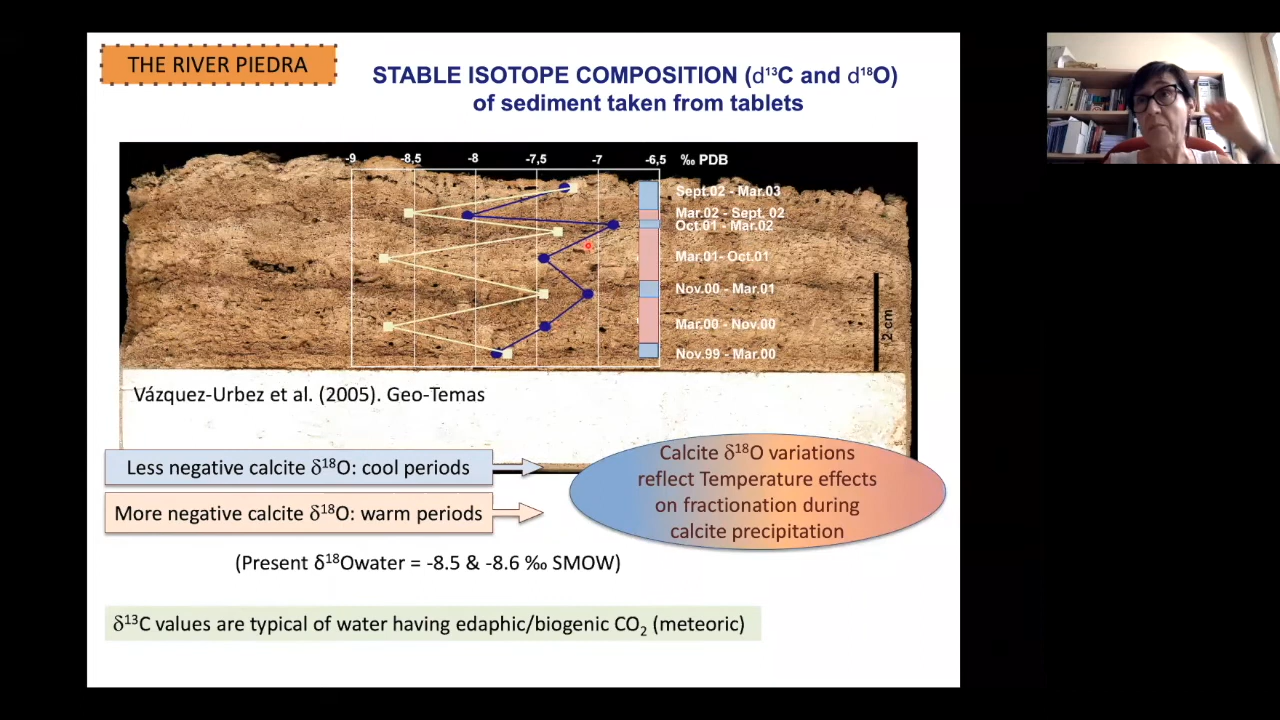 THE RIVER PIEDRA
STABLE ISOTOPE COMPOSITION (d¹³C and d¹⁸O)
of sediment taken from tablets
-9 -8,5 -8 -7,5 -7 -6,5 ‰ PDB
Sept.02 - Mar.03
Mar.02 - Sept. 02
Oct.01 - Mar.02
Mar.01- Oct.01
Nov.00 - Mar.01
Mar.00 - Nov.00
Nov.99 - Mar.00
2 cm
Vázquez-Urbez et al. (2005). Geo-Temas
Less negative calcite δ¹⁸O: cool periods
More negative calcite δ¹⁸O: warm periods
Calcite δ¹⁸O variations
reflect Temperature effects
on fractionation during
calcite precipitation
(Present δ¹⁸Owater = -8.5 & -8.6 ‰ SMOW)
δ¹³C values are typical of water having edaphic/biogenic CO₂ (meteoric)